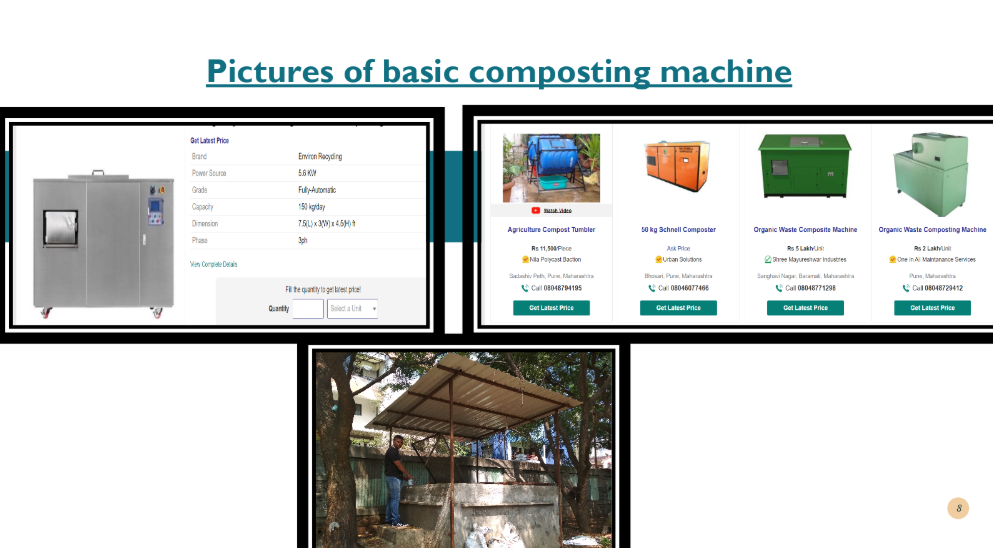 Pictures of basic composting machine
Get Latest Price
Brand Environ Recycling
Power Source 5.6 KW
Grade Fully-Automatic
Capacity 150 kg/day
Dimension 7.5(L) x 3(W) x 4.5(H) ft
Phase 3ph
View Complete Details
Fill the quantity to get latest price!
Quantity Select a Unit
Watch Video
Agriculture Compost Tumbler
Rs 11,500/Piece
Nila Polycast Baction
Sadashiv Peth, Pune, Maharashtra
Call 08048794195
Get Latest Price
50 kg Schnell Composter
Ask Price
Urban Solutions
Bhosari, Pune, Maharashtra
Call 08046077466
Get Latest Price
Organic Waste Composite Machine
Rs 5 Lakh/Unit
Shree Mayureshwar Industries
Sanghavi Nagar, Baramati, Maharashtra
Call 08048771298
Get Latest Price
Organic Waste Composting Machine
Rs 2 Lakh/Unit
One In All Maintanance Services
Pune, Maharashtra
Call 08048729412
Get Latest Price
8